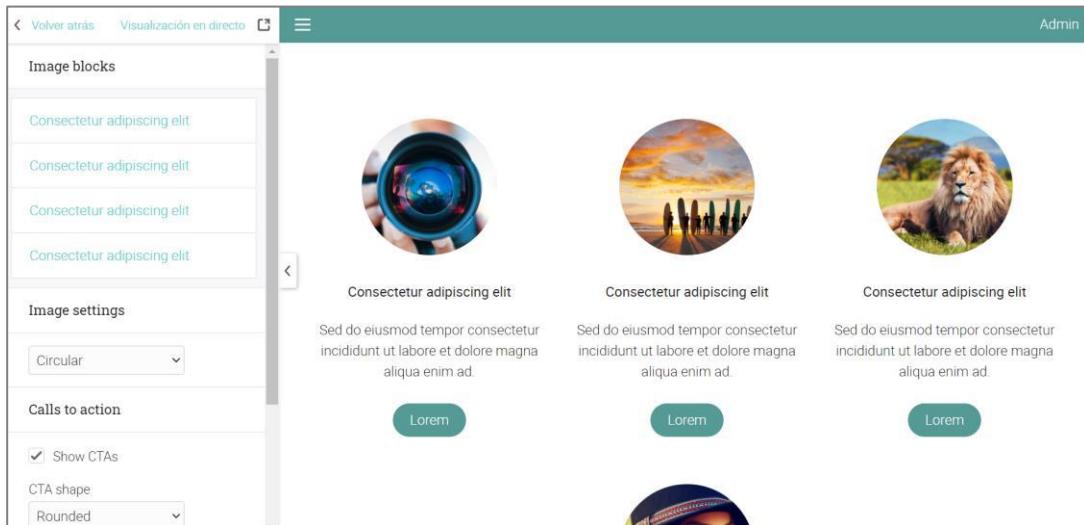 Volver atrás
Visualización en directo
Admin
Image blocks
Consectetur adipiscing elit
Consectetur adipiscing elit
Consectetur adipiscing elit
Consectetur adipiscing elit
Image settings
Circular
Calls to action
Show CTAs
CTA shape
Rounded
Consectetur adipiscing elit
Sed do eiusmod tempor consectetur
incididunt ut labore et dolore magna
aliqua enim ad.
Lorem
Consectetur adipiscing elit
Sed do eiusmod tempor consectetur
incididunt ut labore et dolore magna
aliqua enim ad.
Lorem
Consectetur adipiscing elit
Sed do eiusmod tempor consectetur
incididunt ut labore et dolore magna
aliqua enim ad.
Lorem